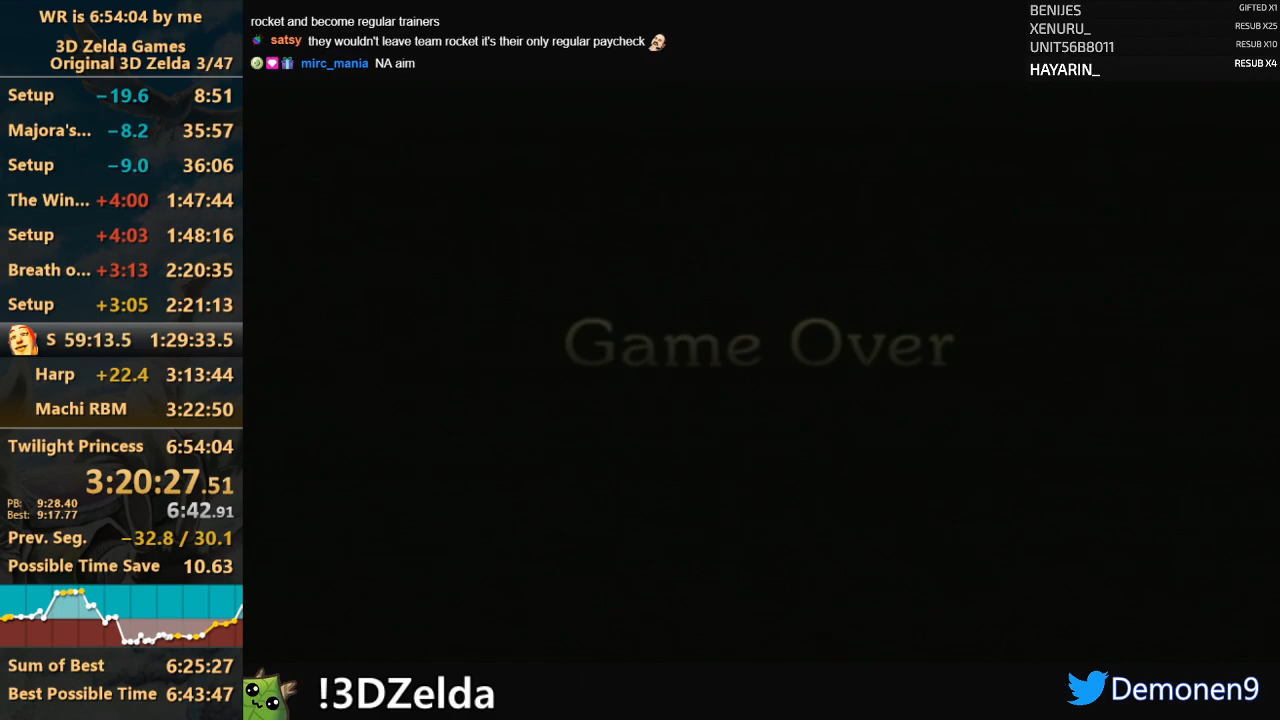 WR is 6:54:04 by me
3D Zelda Games
Original 3D Zelda 3/47
Setup −19.6 8:51
Majora's... −8.2 35:57
Setup −9.0 36:06
The Win... +4:00 1:47:44
Setup +4:03 1:48:16
Breath o... +3:13 2:20:35
Setup +3:05 2:21:13
S 59:13.5 1:29:33.5
Harp +22.4 3:13:44
Machi RBM 3:22:50
Twilight Princess 6:54:04
3:20:27.51
PB: 9:28.40
Best: 9:17.77
6:42.91
Prev. Seg. −32.8 / 30.1
Possible Time Save 10.63
Sum of Best 6:25:27
Best Possible Time 6:43:47
rocket and become regular trainers
satsy they wouldn't leave team rocket it's their only regular paycheck
mirc_mania NA aim
BENIJES GIFTED X1
XENURU_ RESUB X25
UNIT56B8011 RESUB X10
HAYARIN_ RESUB X4
Game Over
!3DZelda
Demonen9